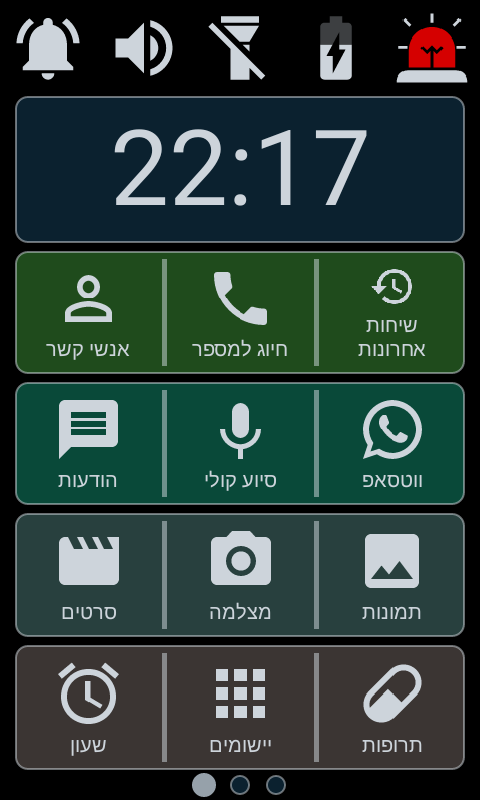 22:17
שיחות
אחרונות
חיוג למספר
אנשי קשר
ווטסאפ
סיוע קולי
הודעות
תמונות
מצלמה
סרטים
תרופות
יישומים
שעון